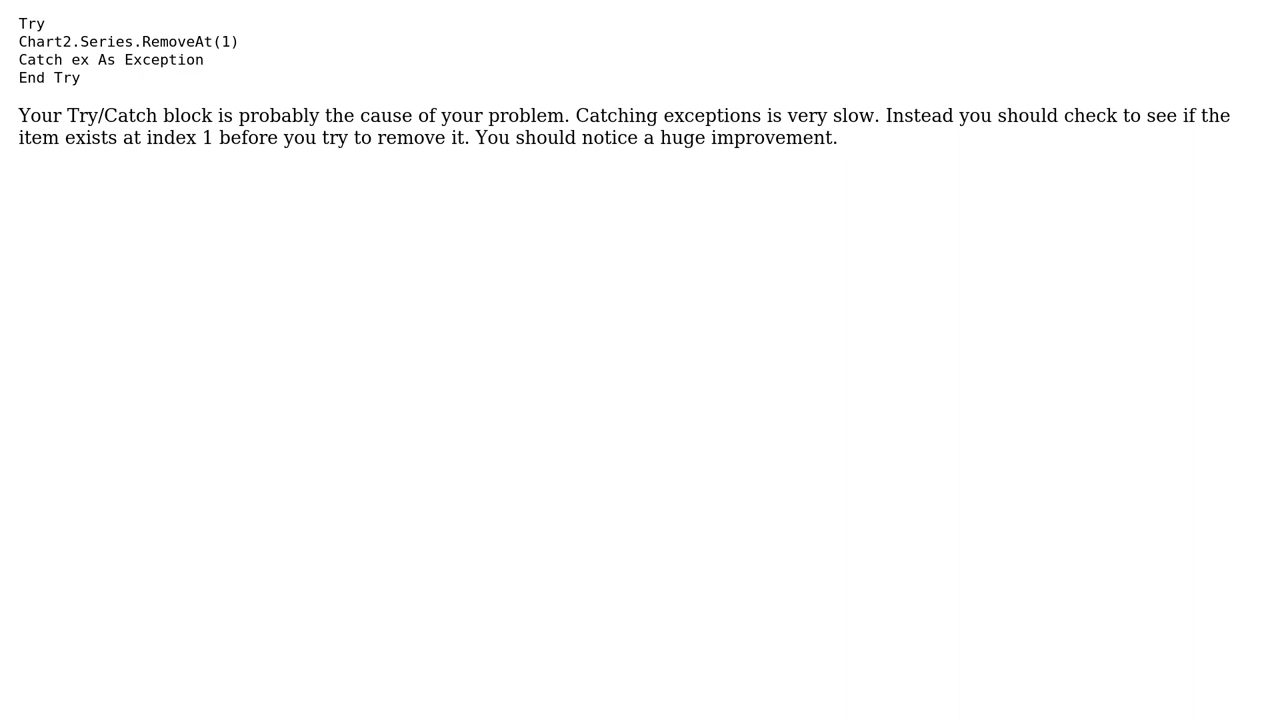 Try
Chart2.Series.RemoveAt(1)
Catch ex As Exception
End Try
Your Try/Catch block is probably the cause of your problem. Catching exceptions is very slow. Instead you should check to see if the
item exists at index 1 before you try to remove it. You should notice a huge improvement.